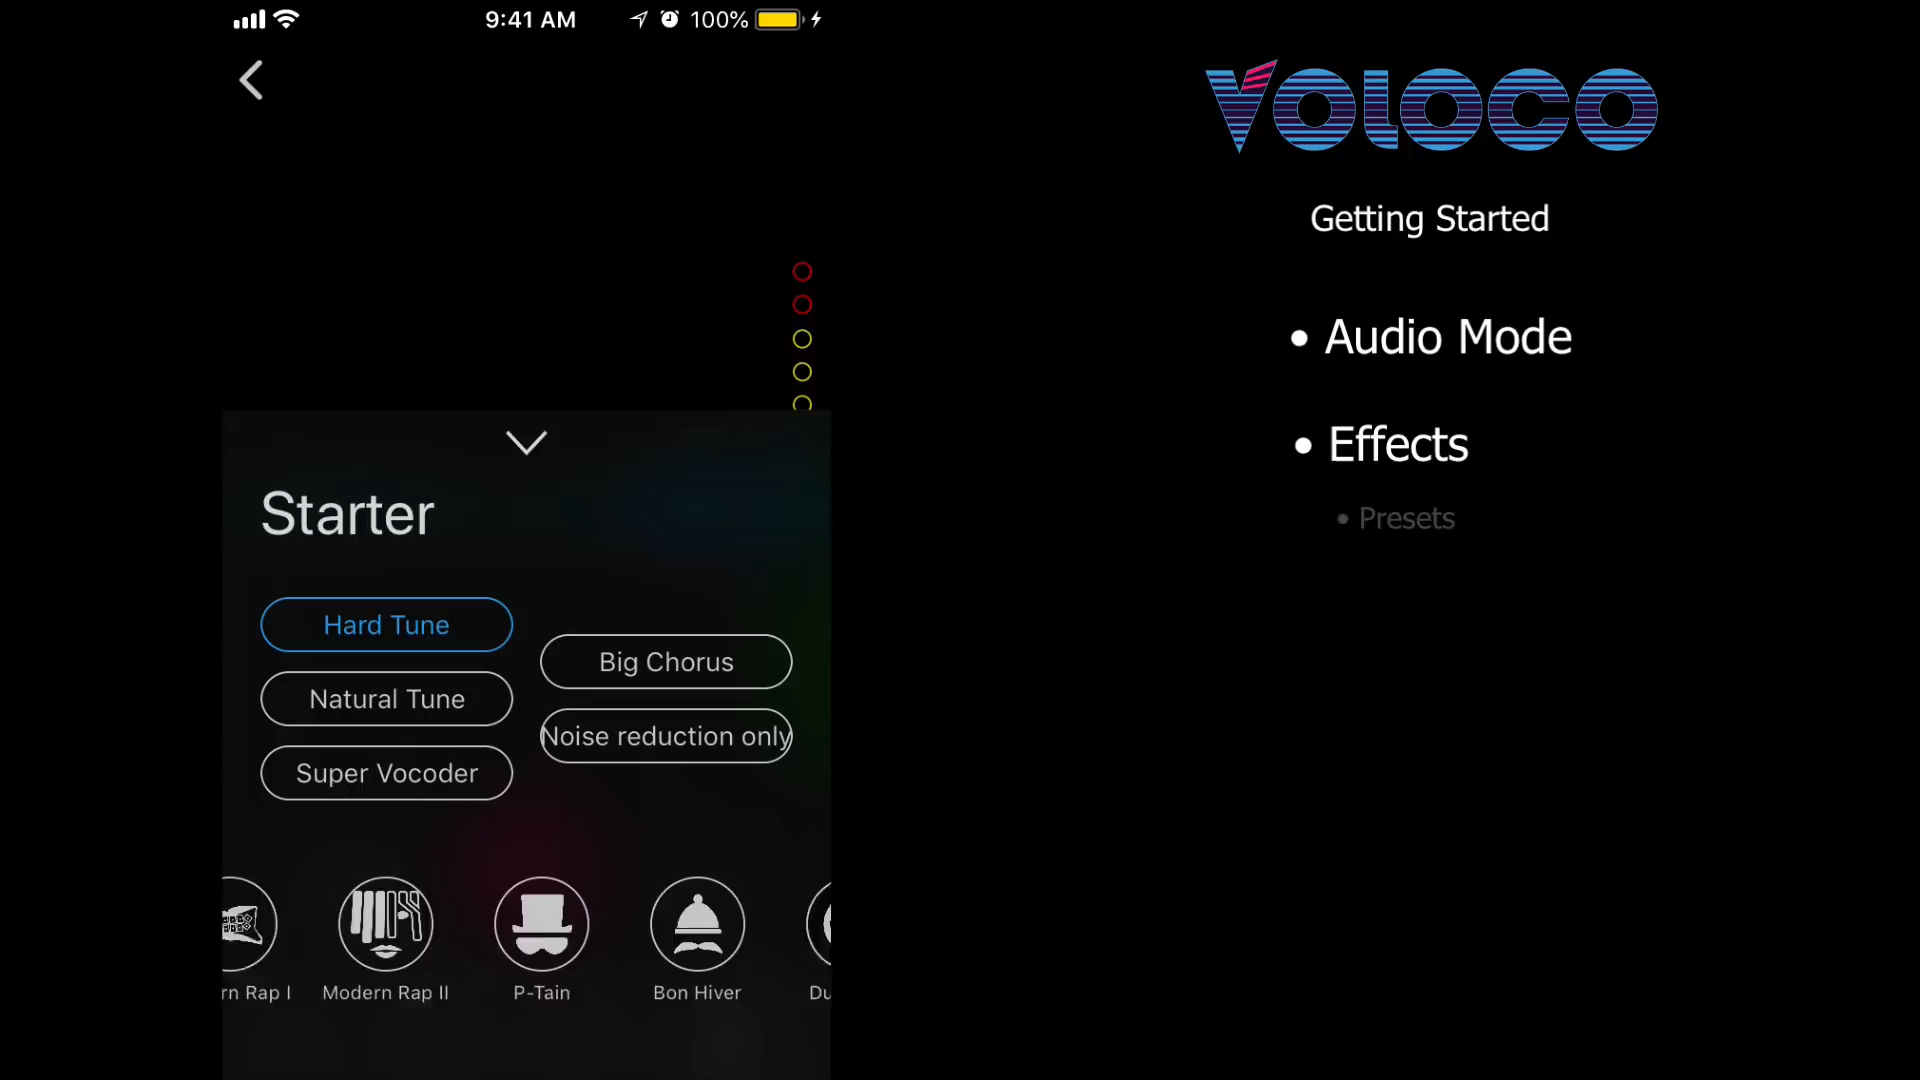 9:41 AM
100%
Starter
Hard Tune
Natural Tune
Super Vocoder
Big Chorus
Noise reduction only
rn Rap I
Modern Rap II
P-Tain
Bon Hiver
Du
VOLOCO
Getting Started
• Audio Mode
• Effects
• Presets